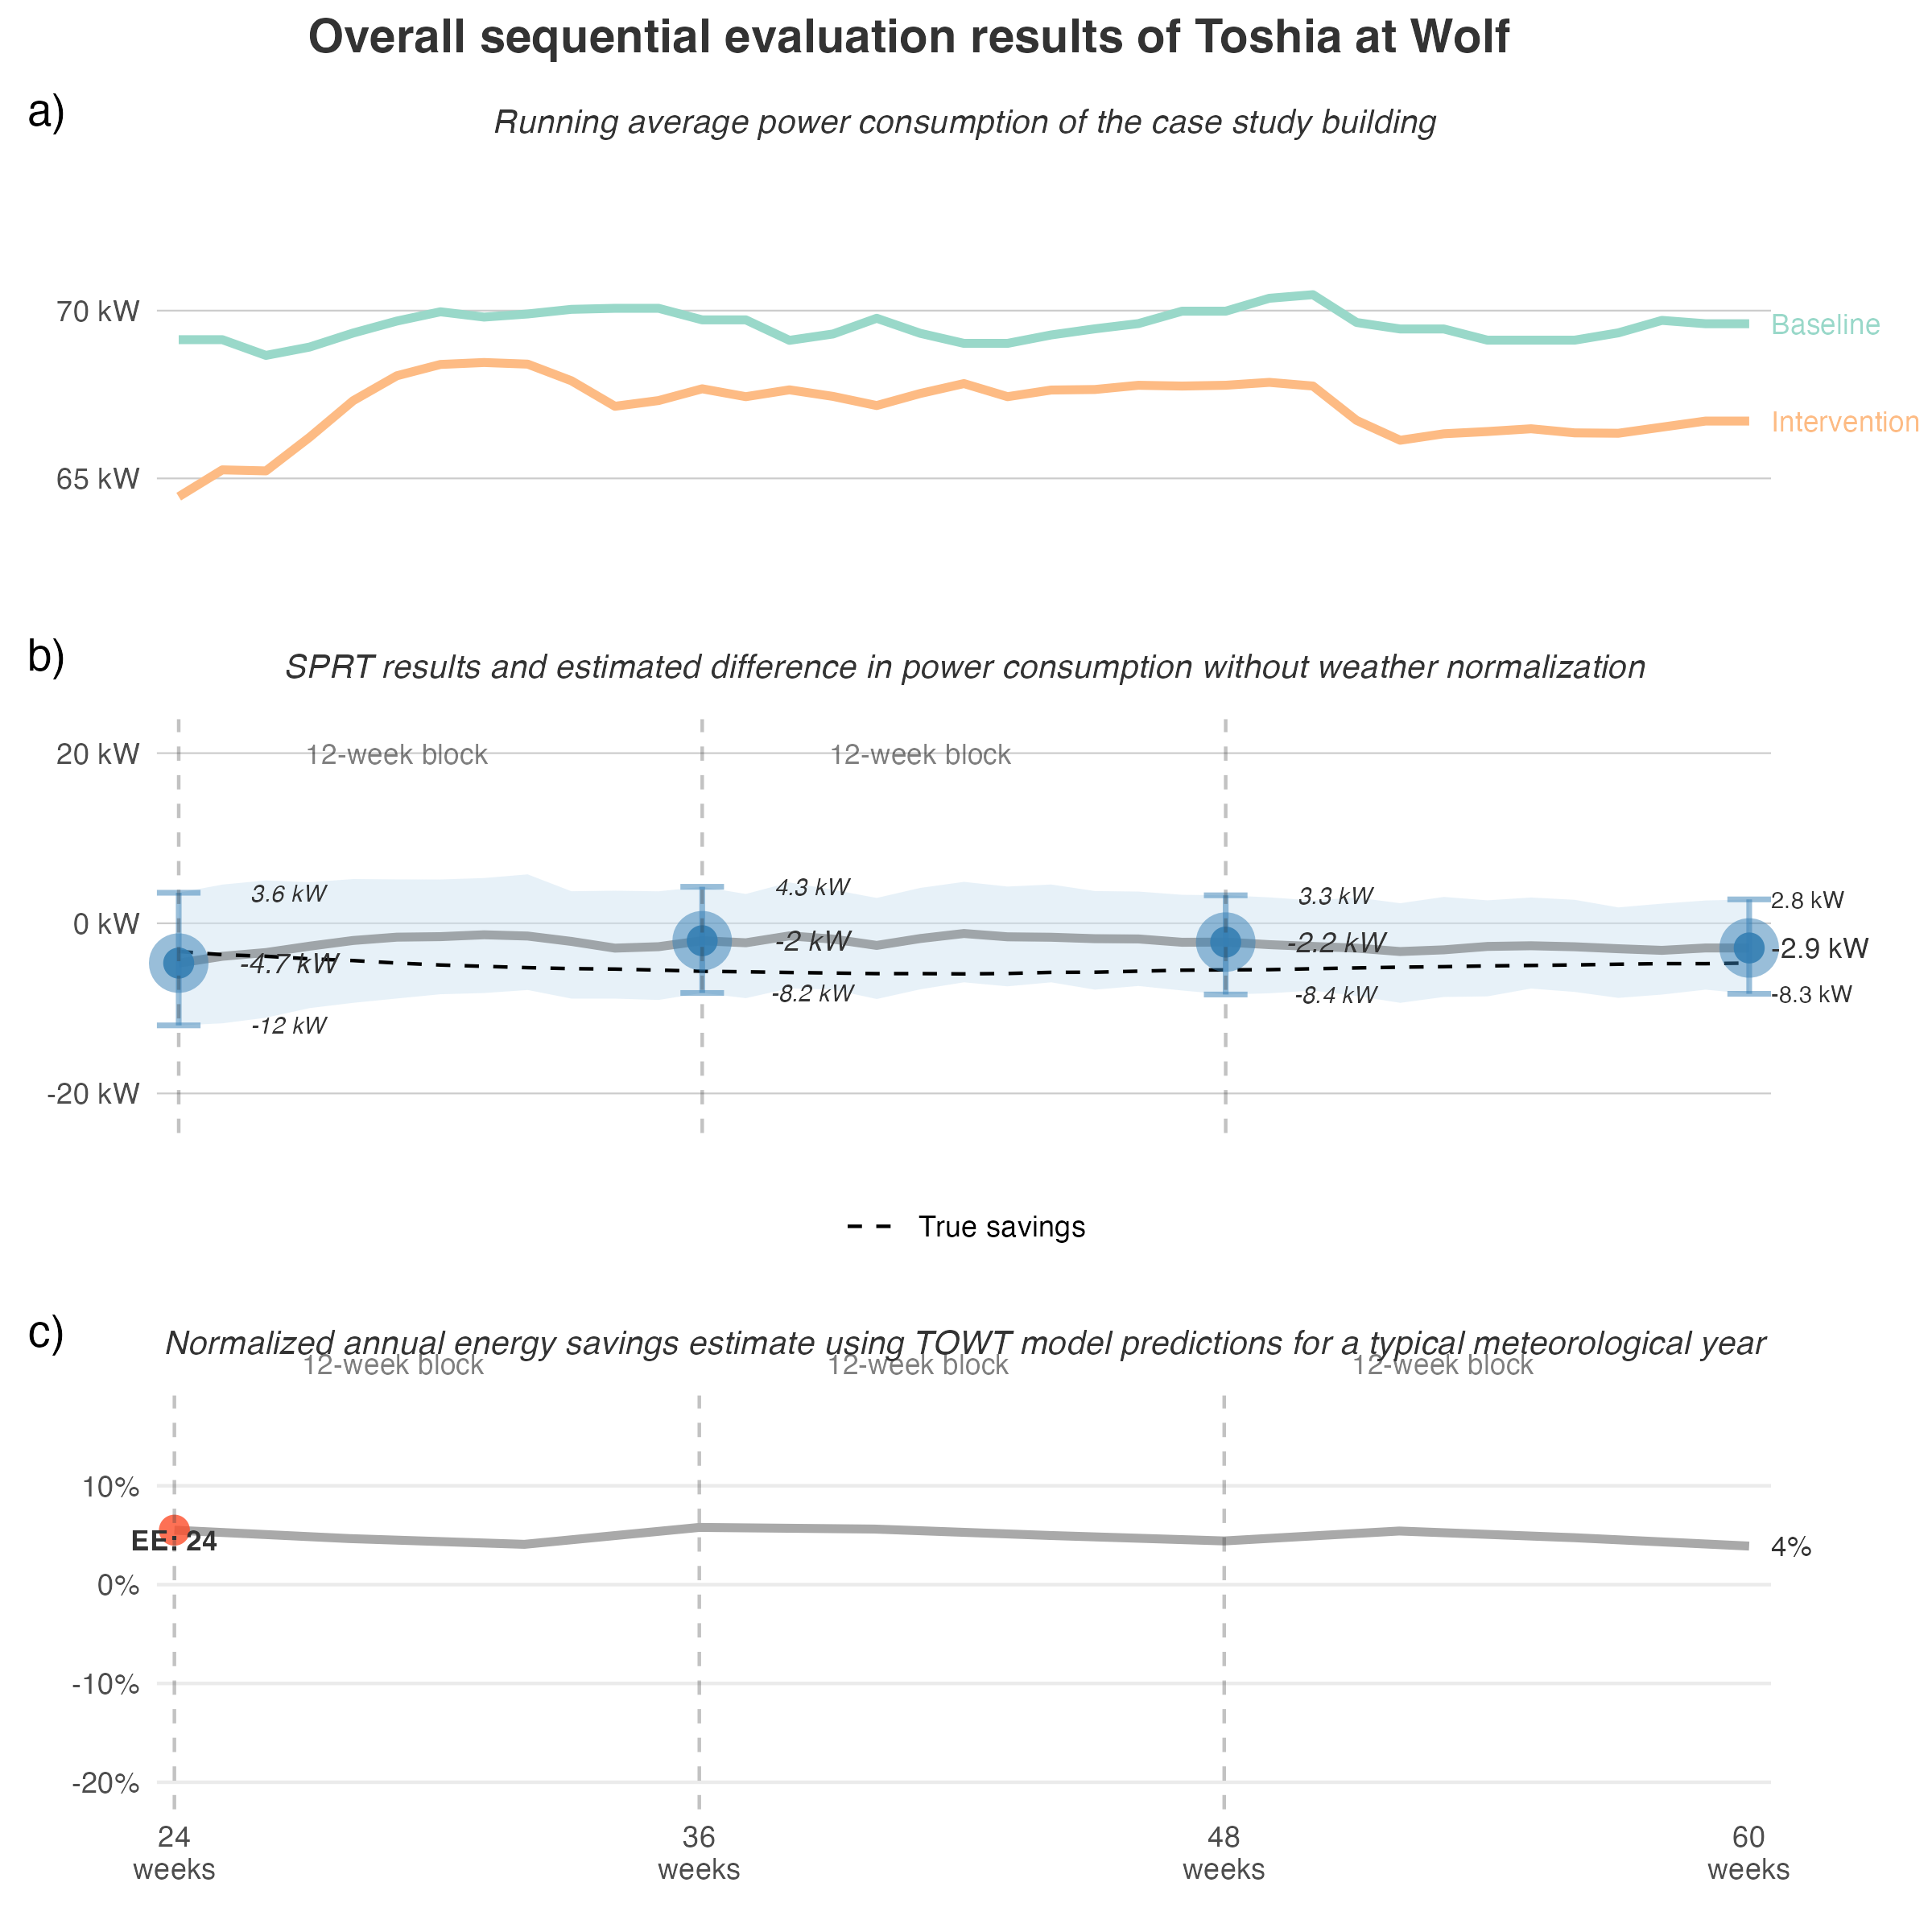 Overall sequential evaluation results of Toshia at Wolf
a)
Running average power consumption of the case study building
70 kW
65 kW
Baseline
Intervention
b)
SPRT results and estimated difference in power consumption without weather normalization
20 kW
0 kW
-20 kW
12-week block
12-week block
3.6 kW
-4.7 kW
-12 kW
4.3 kW
-2 kW
-8.2 kW
3.3 kW
-2.2 kW
-8.4 kW
2.8 kW
-2.9 kW
-8.3 kW
True savings
c)
Normalized annual energy savings estimate using TOWT model predictions for a typical meteorological year
12-week block
12-week block
12-week block
10%
0%
-10%
-20%
EE: 24
4%
24
weeks
36
weeks
48
weeks
60
weeks